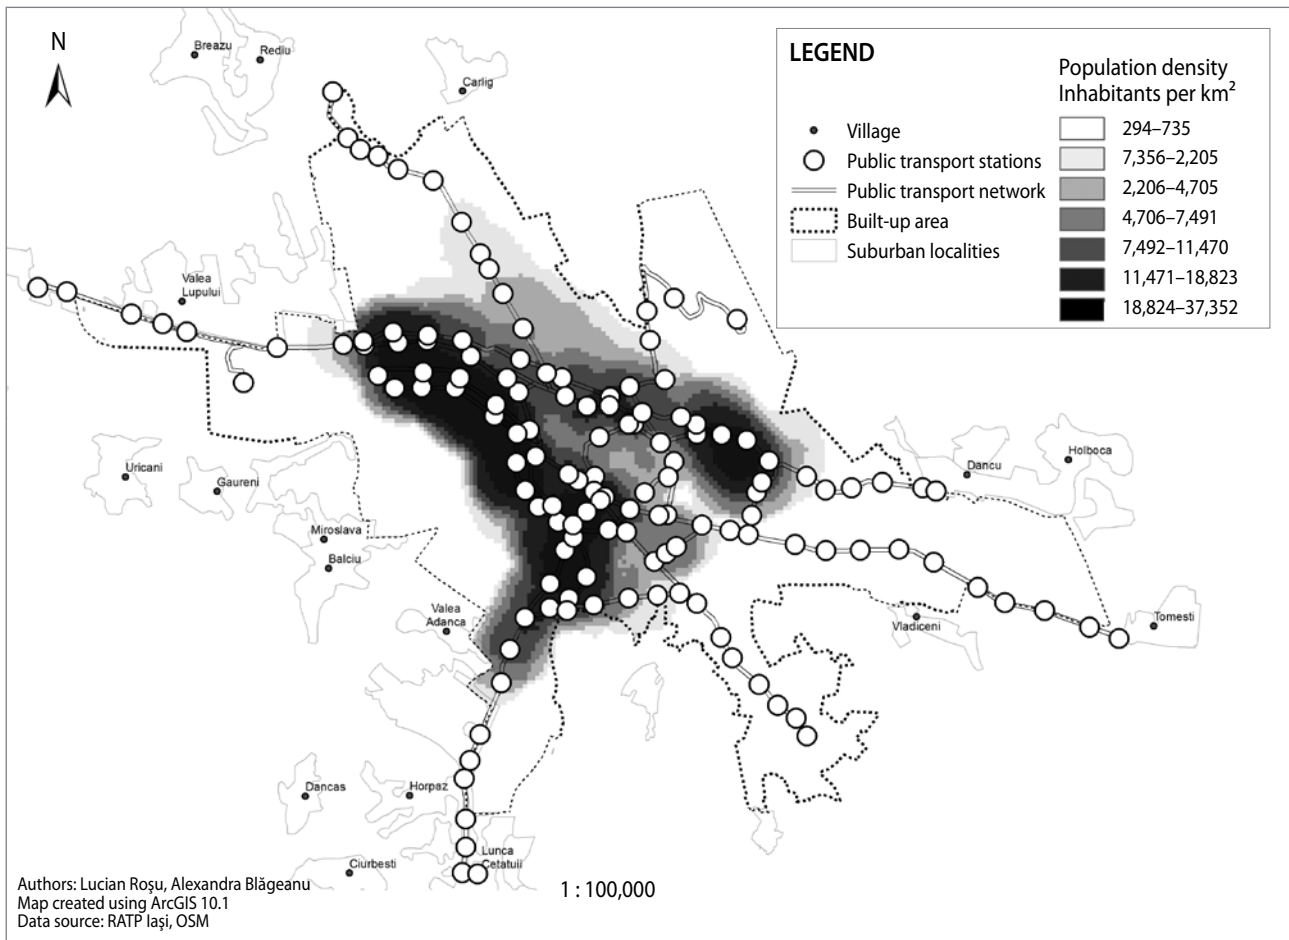 N
Breazu
Rediu
Carlig
LEGEND
Village
Public transport stations
Public transport network
Built-up area
Suburban localities
Population density
Inhabitants per km²
294–735
7,356–2,205
2,206–4,705
4,706–7,491
7,492–11,470
11,471–18,823
18,824–37,352
Valea
Lupului
Uricani
Gaureni
Miroslava
Balciu
Valea
Adanca
Dancu
Holboca
Vladiceni
Tomesti
Dancas
Horpaz
Ciurbesti
Lunca
Cetatuii
Authors: Lucian Roşu, Alexandra Blăgeanu
Map created using ArcGIS 10.1
Data source: RATP Iaşi, OSM
1 : 100,000